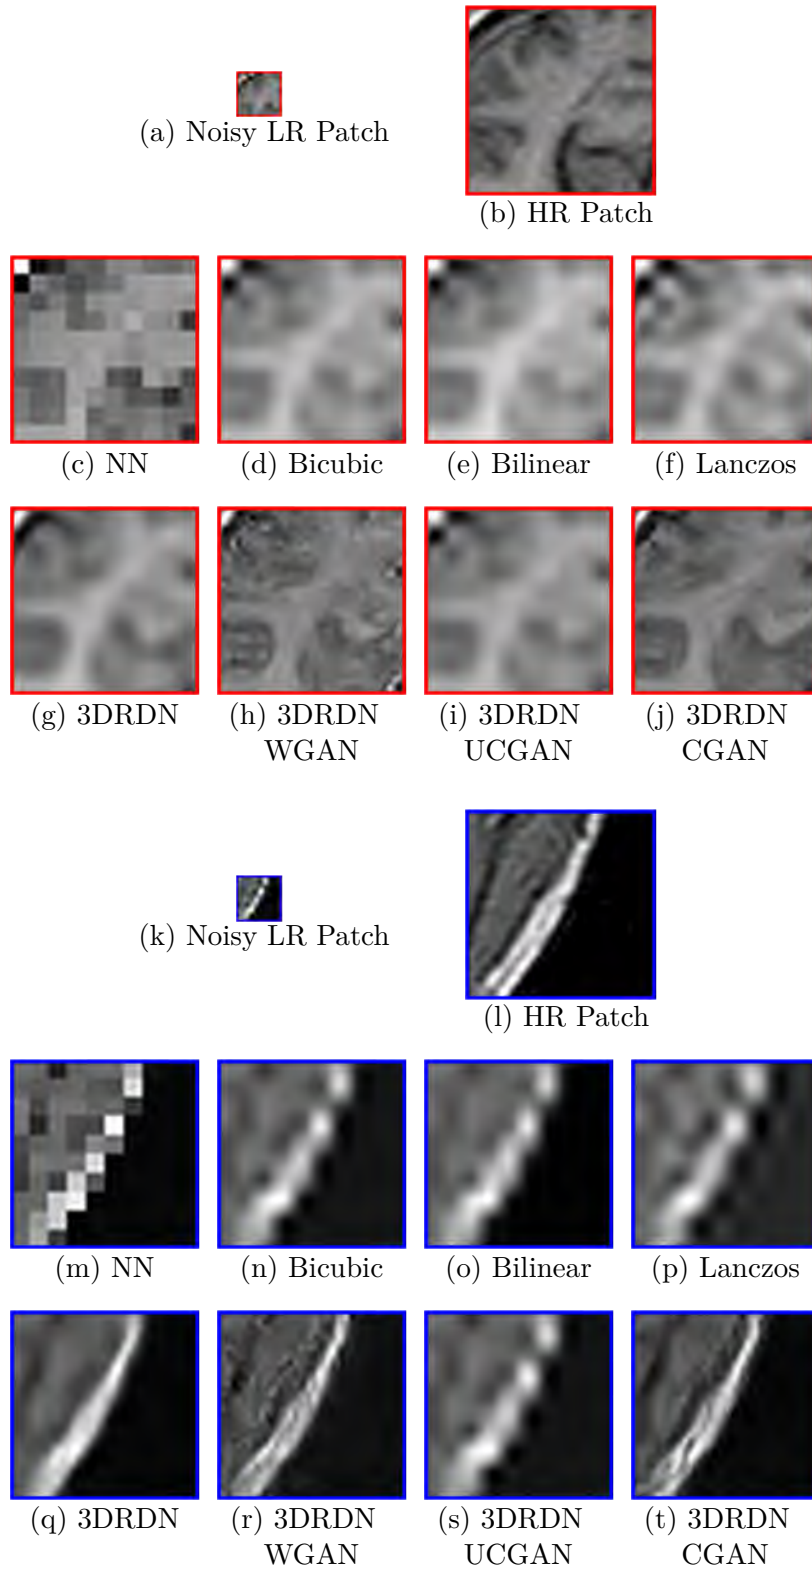 (a) Noisy LR Patch
(b) HR Patch
(c) NN
(d) Bicubic
(e) Bilinear
(f) Lanczos
(g) 3DRDN
(h) 3DRDN
WGAN
(i) 3DRDN
UCGAN
(j) 3DRDN
CGAN
(k) Noisy LR Patch
(l) HR Patch
(m) NN
(n) Bicubic
(o) Bilinear
(p) Lanczos
(q) 3DRDN
(r) 3DRDN
WGAN
(s) 3DRDN
UCGAN
(t) 3DRDN
CGAN